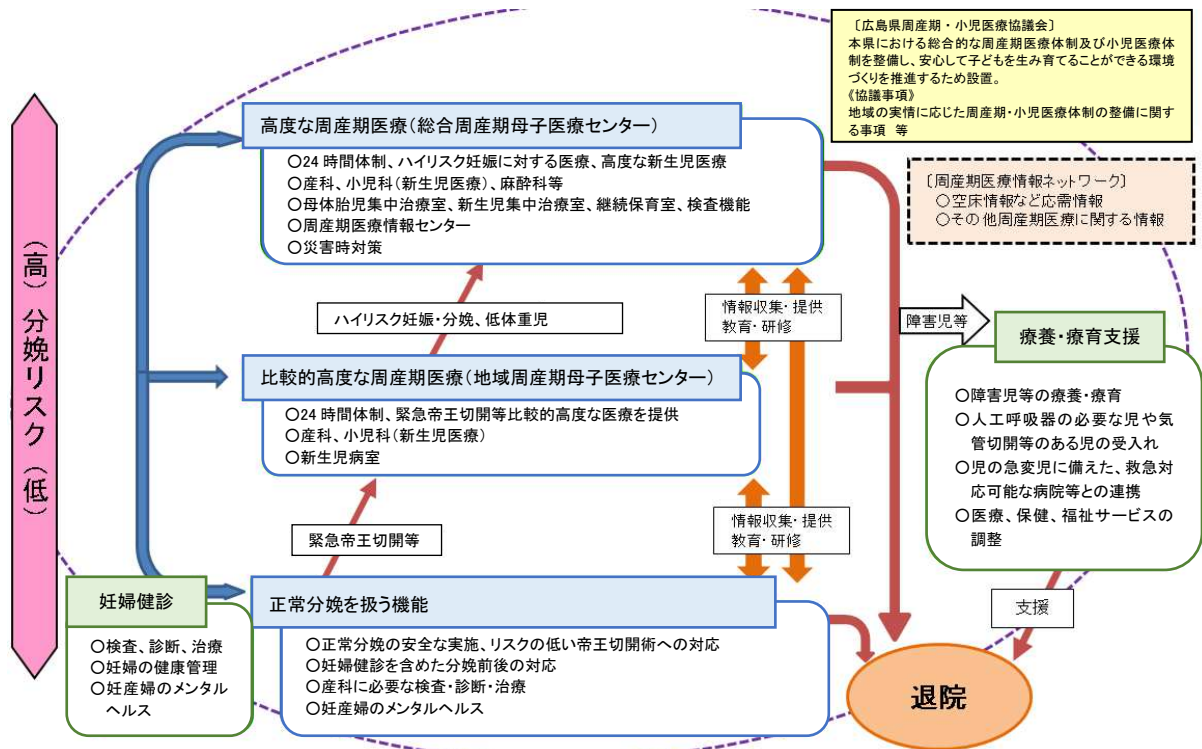 〔広島県周産期・小児医療協議会〕
本県における総合的な周産期医療体制及び小児医療体
制を整備し、安心して子どもを生み育てることができる環境
づくりを推進するため設置。
《協議事項》
地域の実情に応じた周産期・小児医療体制の整備に関す
る事項　等
〔周産期医療情報ネットワーク〕
○空床情報など応需情報
○その他周産期医療に関する情報
（高）分娩リスク（低）
高度な周産期医療（総合周産期母子医療センター）
○24 時間体制、ハイリスク妊娠に対する医療、高度な新生児医療
○産科、小児科（新生児医療）、麻酔科等
○母体胎児集中治療室、新生児集中治療室、継続保育室、検査機能
○周産期医療情報センター
○災害時対策
ハイリスク妊娠・分娩、低体重児
情報収集・提供
教育・研修
障害児等
比較的高度な周産期医療（地域周産期母子医療センター）
○24 時間体制、緊急帝王切開等比較的高度な医療を提供
○産科、小児科（新生児医療）
○新生児病室
療養・療育支援
○障害児等の療養・療育
○人工呼吸器の必要な児や気
管切開等のある児の受入れ
○児の急変児に備えた、救急対
応可能な病院等との連携
○医療、保健、福祉サービスの
調整
緊急帝王切開等
情報収集・提供
教育・研修
支援
妊婦健診
○検査、診断、治療
○妊婦の健康管理
○妊産婦のメンタル
ヘルス
正常分娩を扱う機能
○正常分娩の安全な実施、リスクの低い帝王切開術への対応
○妊婦健診を含めた分娩前後の対応
○産科に必要な検査・診断・治療
○妊産婦のメンタルヘルス
退院